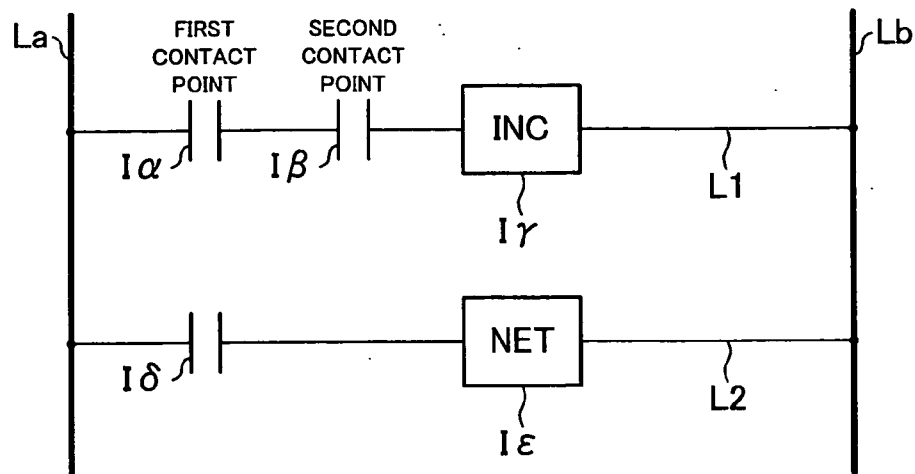 La
FIRST
CONTACT
POINT
SECOND
CONTACT
POINT
Lb
INC
Iα
Iβ
L1
Iγ
NET
Iδ
L2
Iε